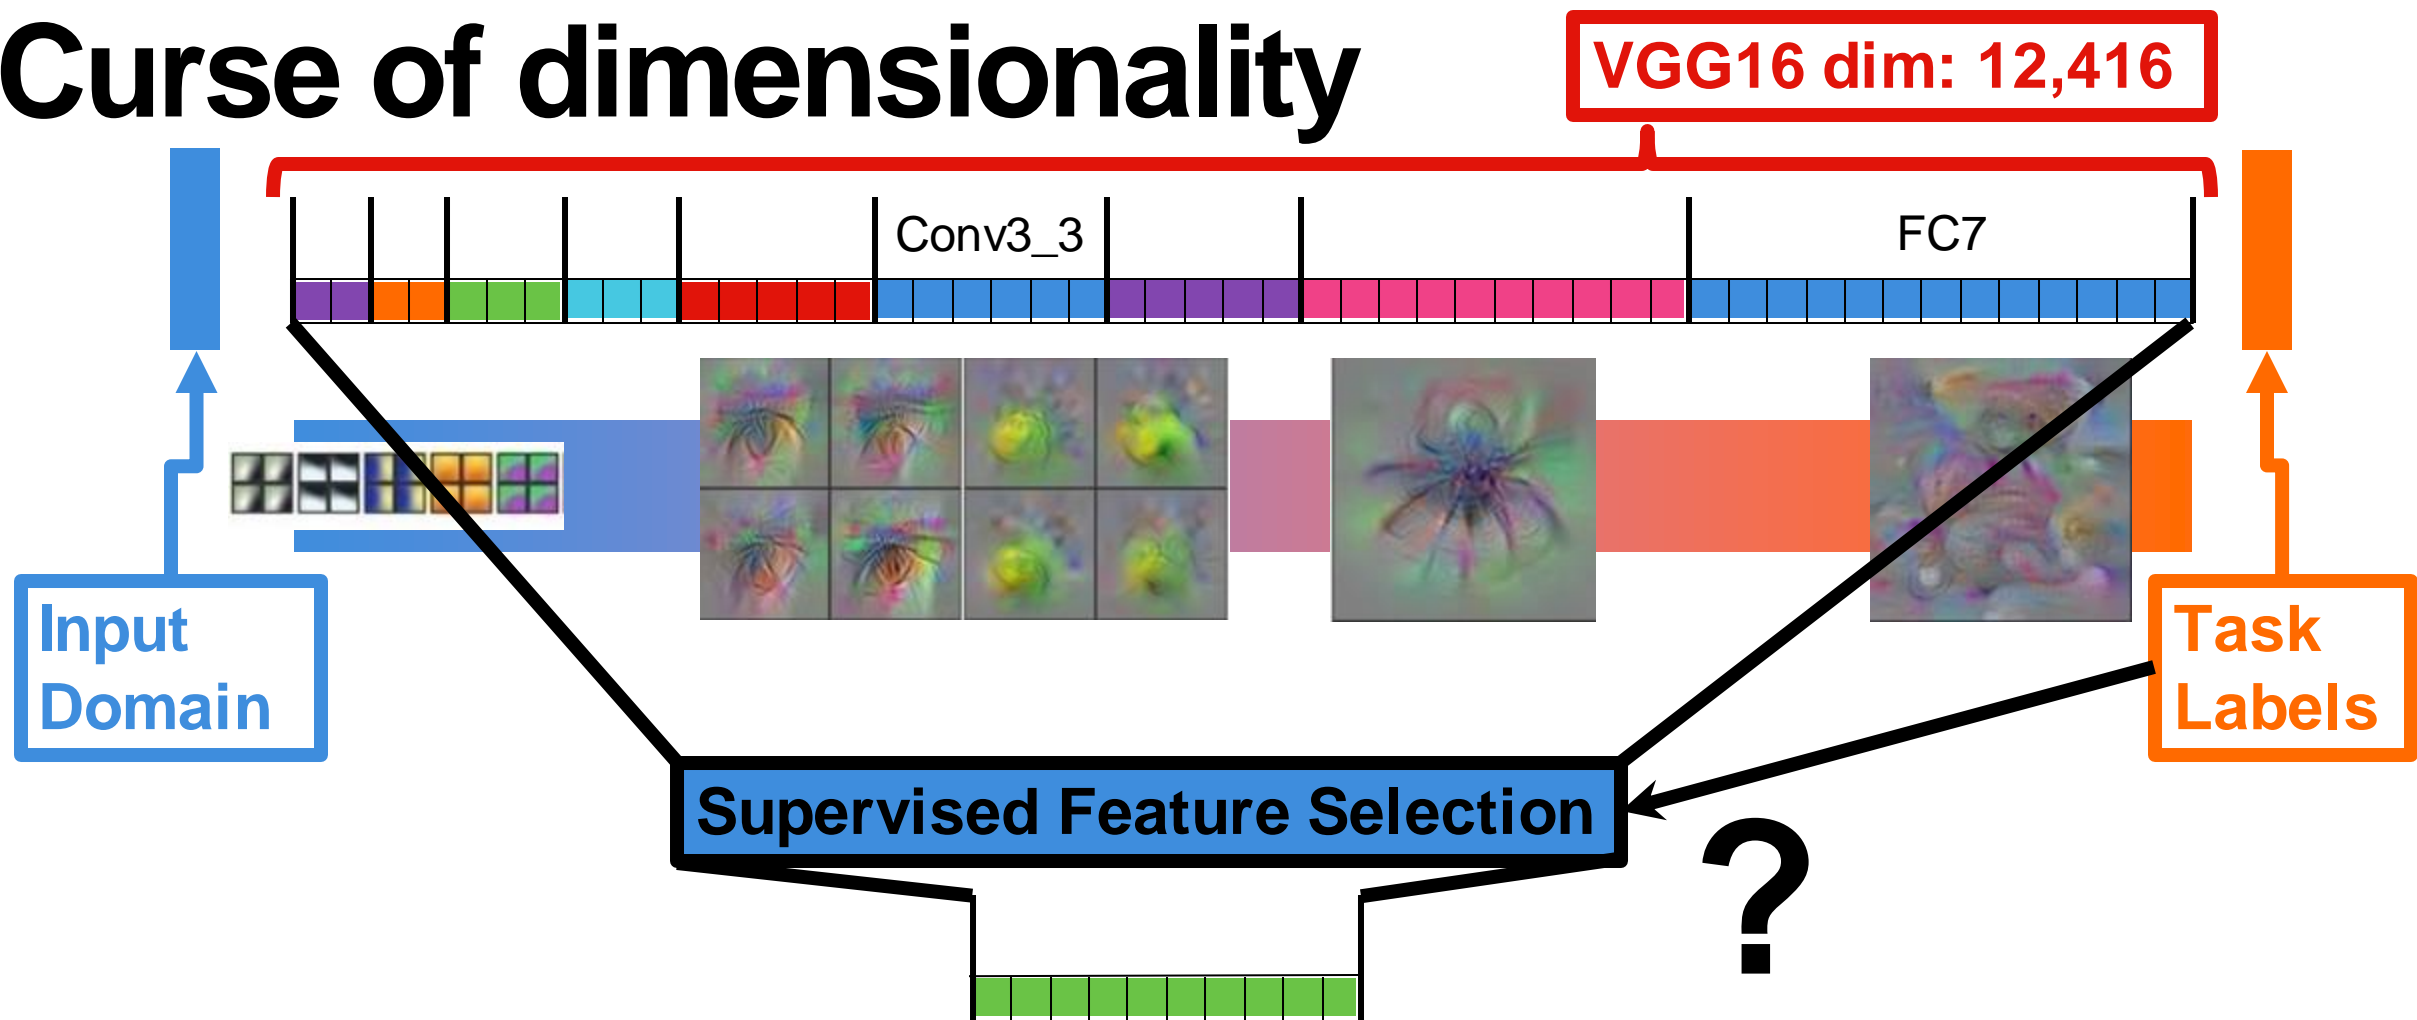 Curse of dimensionality
VGG16 dim: 12,416
Conv3_3
FC7
Input
Domain
Task
Labels
Supervised Feature Selection
?